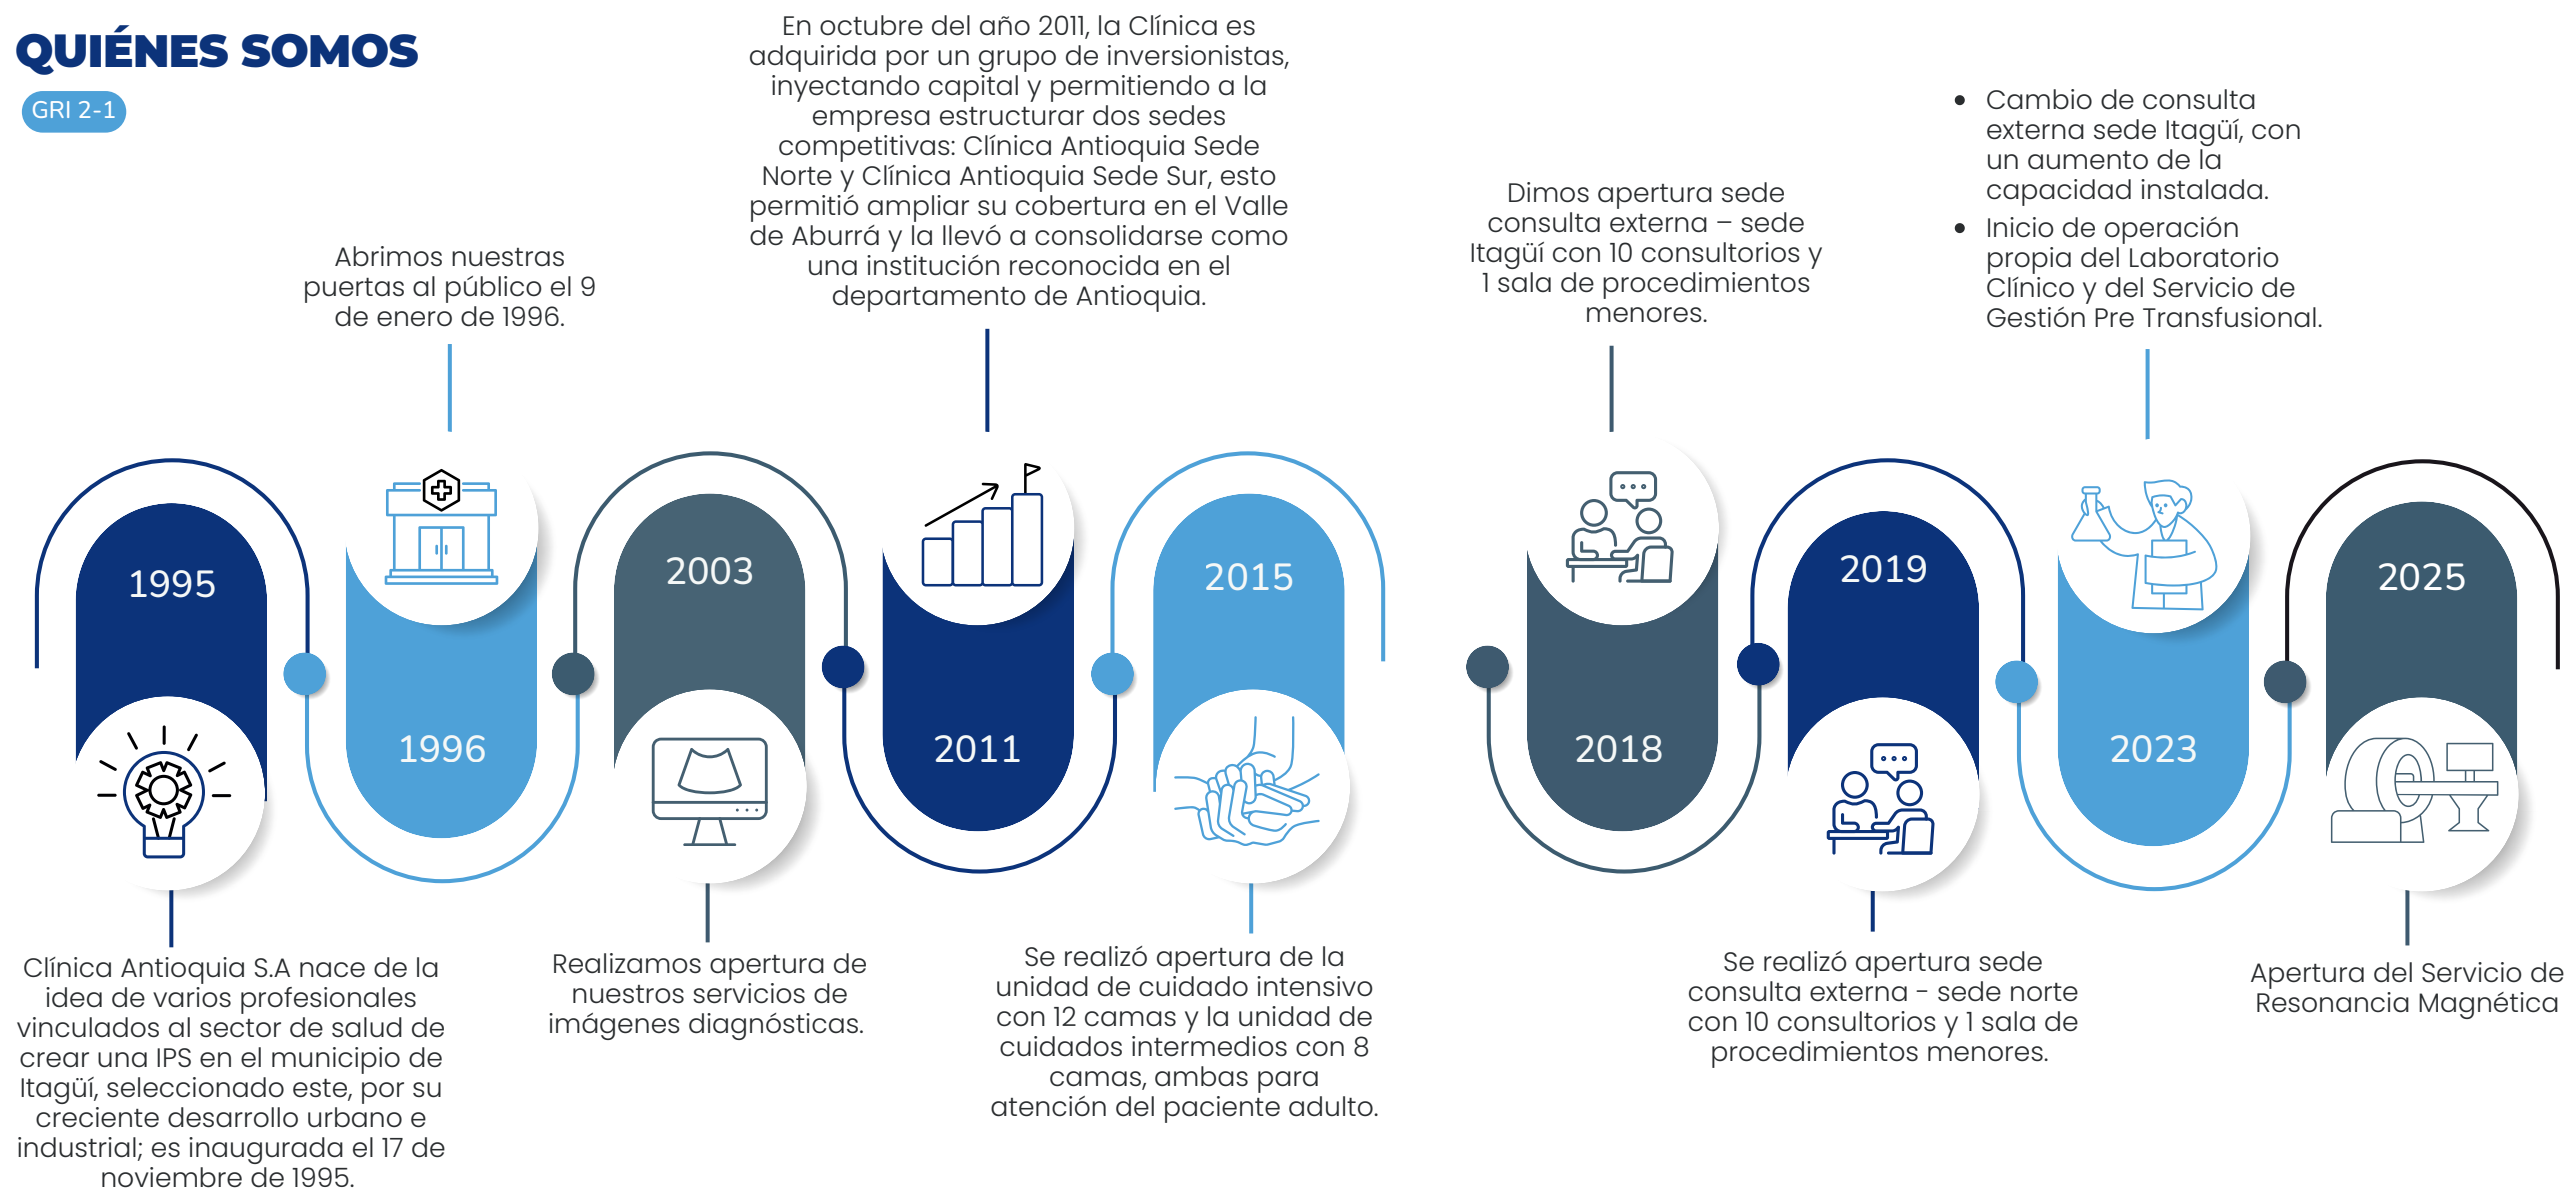 QUIÉNES SOMOS
GRI 2-1
1995
Clínica Antioquia S.A nace de la
idea de varios profesionales
vinculados al sector de salud de
crear una IPS en el municipio de
Itagüí, seleccionado este, por su
creciente desarrollo urbano e
industrial; es inaugurada el 17 de
noviembre de 1995.
Abrimos nuestras
puertas al público el 9
de enero de 1996.
1996
2003
Realizamos apertura de
nuestros servicios de
imágenes diagnósticas.
En octubre del año 2011, la Clínica es
adquirida por un grupo de inversionistas,
inyectando capital y permitiendo a la
empresa estructurar dos sedes
competitivas: Clínica Antioquia Sede
Norte y Clínica Antioquia Sede Sur, esto
permitió ampliar su cobertura en el Valle
de Aburrá y la llevó a consolidarse como
una institución reconocida en el
departamento de Antioquia.
2011
2015
Se realizó apertura de la
unidad de cuidado intensivo
con 12 camas y la unidad de
cuidados intermedios con 8
camas, ambas para
atención del paciente adulto.
Dimos apertura sede
consulta externa – sede
Itagüí con 10 consultorios y
1 sala de procedimientos
menores.
2018
2019
Se realizó apertura sede
consulta externa - sede norte
con 10 consultorios y 1 sala de
procedimientos menores.
• Cambio de consulta
externa sede Itagüí, con
un aumento de la
capacidad instalada.
• Inicio de operación
propia del Laboratorio
Clínico y del Servicio de
Gestión Pre Transfusional.
2023
2025
Apertura del Servicio de
Resonancia Magnética